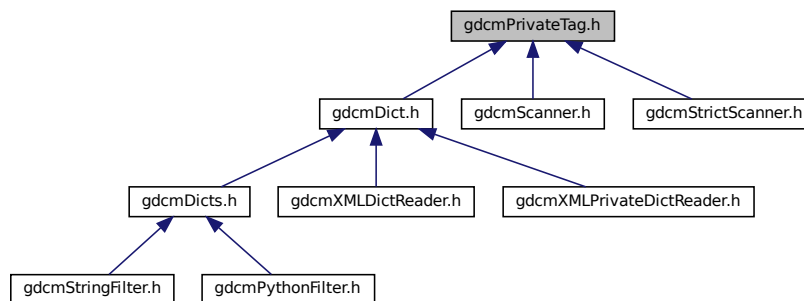 gdcmPrivateTag.h
gdcmDict.h
gdcmScanner.h
gdcmStrictScanner.h
gdcmDicts.h
gdcmXMLDictReader.h
gdcmXMLPrivateDictReader.h
gdcmStringFilter.h
gdcmPythonFilter.h